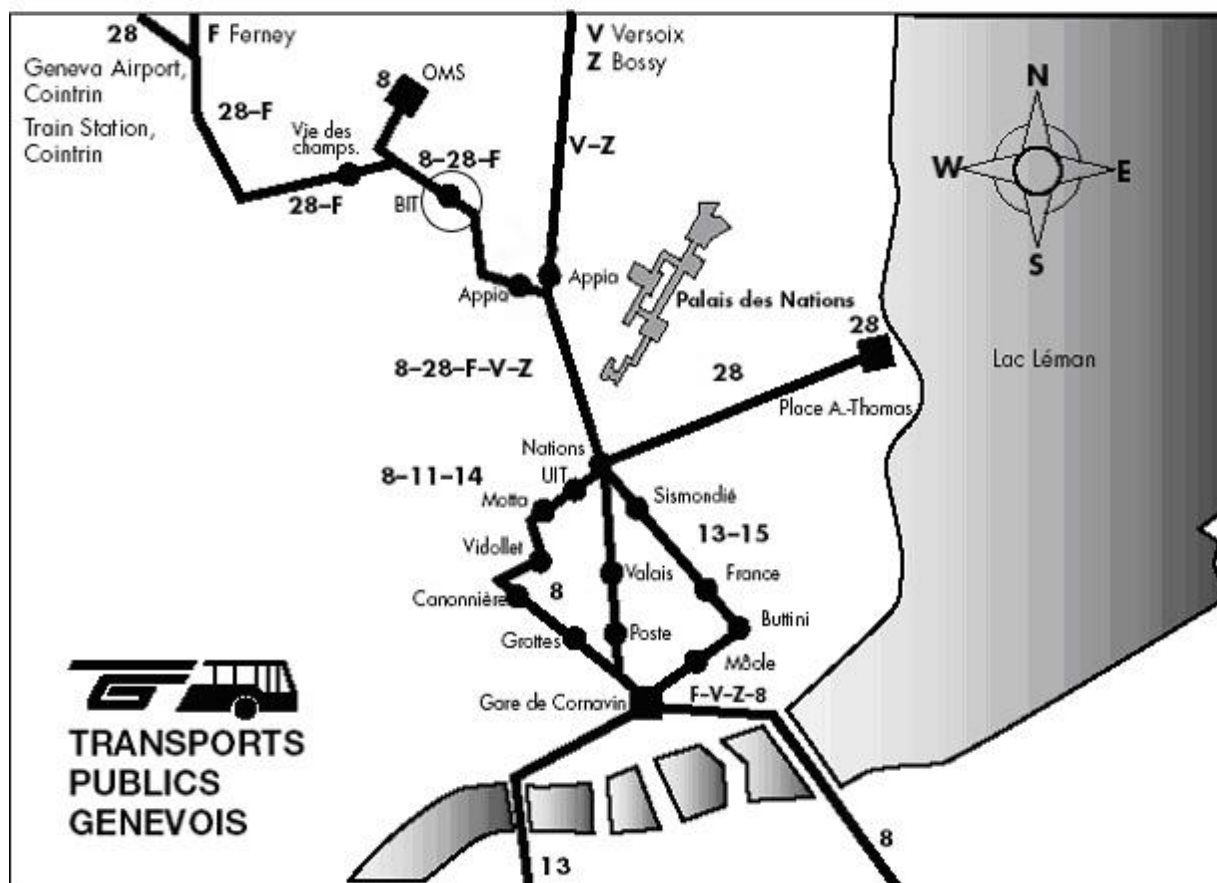 28
F Ferney
V Versoix
Z Bossy
Geneva Airport,
Cointrin
Train Station,
Cointrin
8
OMS
N
28–F
Vie des
champs.
8–28–F
V–Z
W
E
28–F
BIT
S
Appia
Appia
Palais des Nations
28
8–28–F–V–Z
28
Lac Léman
Place A.-Thomas
Nations
8–11–14
UIT
Motta
Sismondié
13–15
Vidollet
Valais
France
Canonnière
8
Buttini
Grottes
Poste
Môole
Gare de Cornavin
F–V–Z–8
TRANSPORTS
PUBLICS
GENEVOIS
13
8